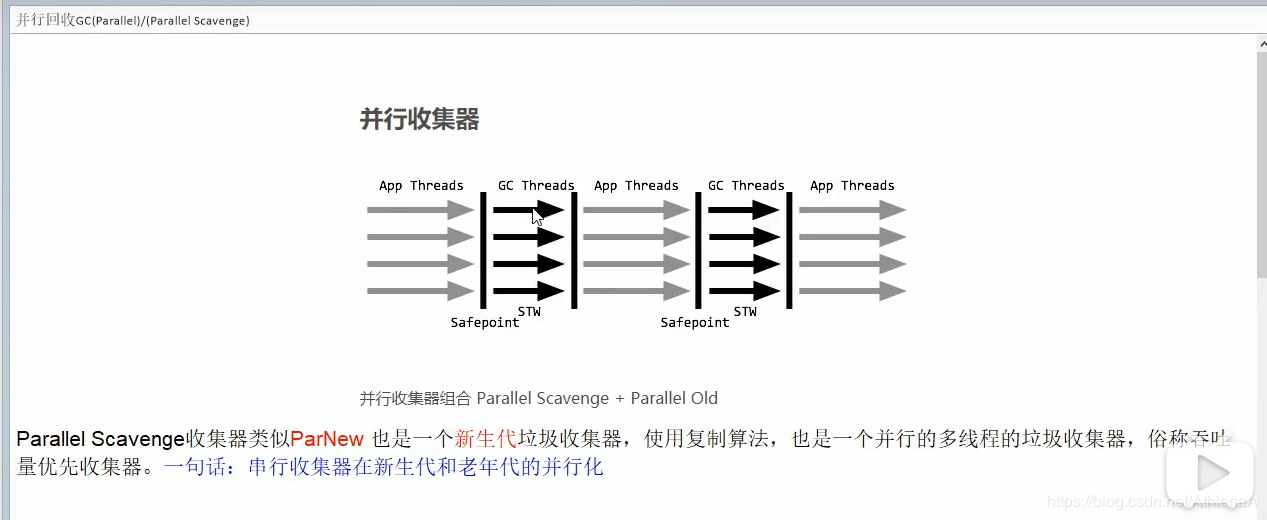 并行回收GC(Parallel)/(Parallel Scavenge)
并行收集器
App Threads GC Threads App Threads GC Threads App Threads
STW STW
Safepoint Safepoint
并行收集器组合 Parallel Scavenge + Parallel Old
Parallel Scavenge收集器类似ParNew 也是一个新生代垃圾收集器，使用复制算法，也是一个并行的多线程的垃圾收集器，俗称吞吐
量优先收集器。一句话：串行收集器在新生代和老年代的并行化